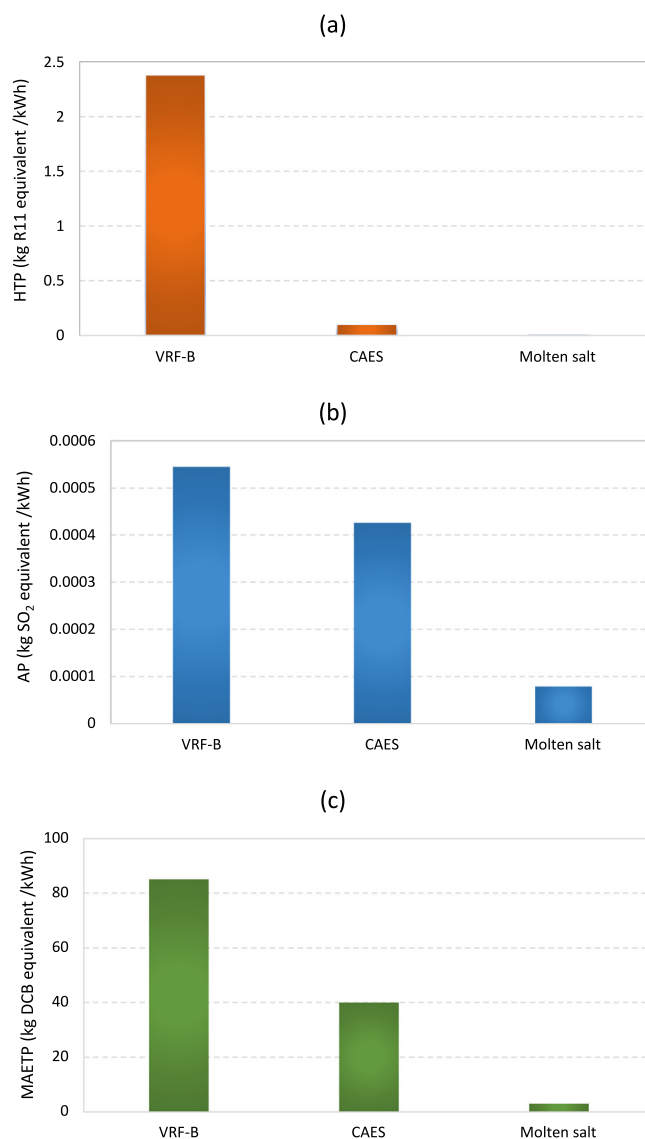 (a)
HTP (kg R11 equivalent /kWh)
2.5
2
1.5
1
0.5
0
VRF-B CAES Molten salt
(b)
AP (kg SO₂ equivalent /kWh)
0.0006
0.0005
0.0004
0.0003
0.0002
0.0001
0
VRF-B CAES Molten salt
(c)
MAETP (kg DCB equivalent /kWh)
100
80
60
40
20
0
VRF-B CAES Molten salt